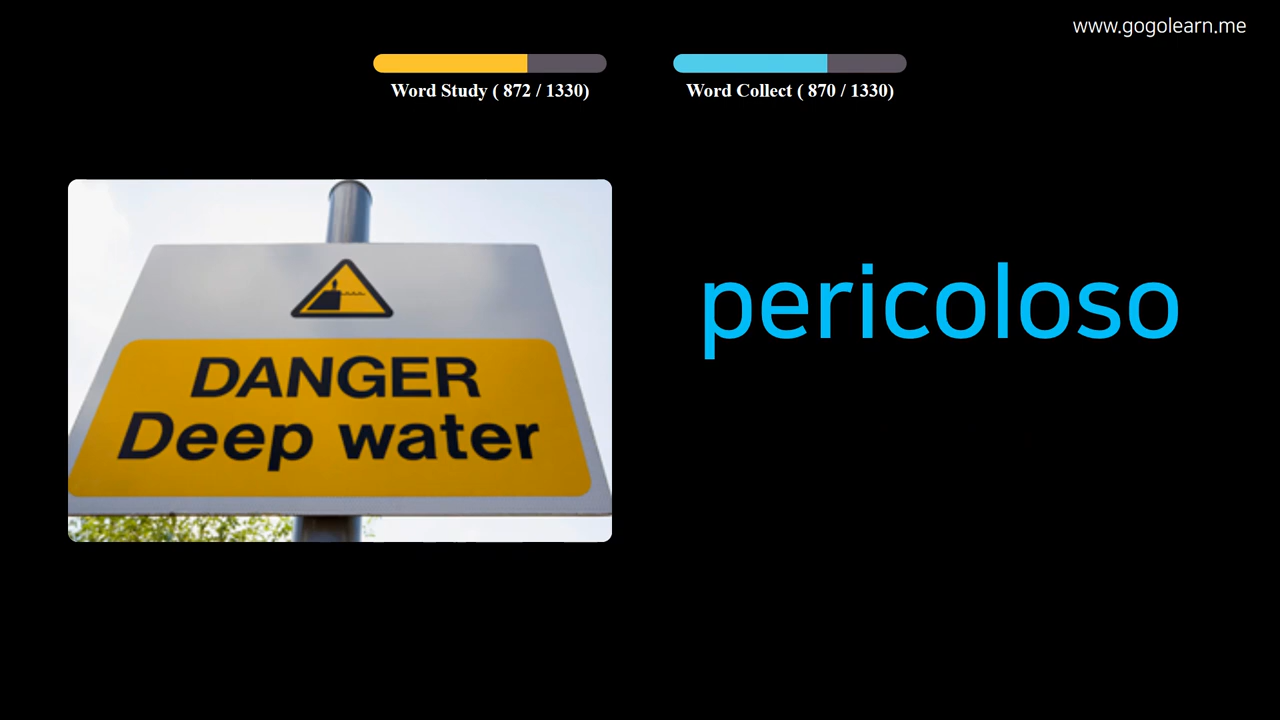 www.gogolearn.me
Word Study ( 872 / 1330)
Word Collect ( 870 / 1330)
DANGER
Deep water
pericoloso